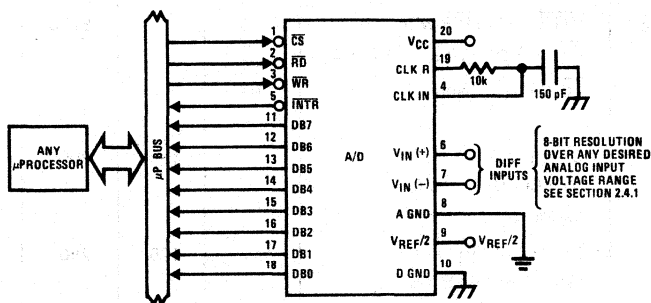 ANY
μPROCESSOR
μP BUS
1 CS
2 RD
3 WR
5 INTR
11 DB7
12 DB6
13 DB5
14 DB4
15 DB3
16 DB2
17 DB1
18 DB0
A/D
VCC 20
CLK R 19
10k
CLK IN 4
150 pF
VIN (+) 6
VIN (−) 7
DIFF
INPUTS
8-BIT RESOLUTION
OVER ANY DESIRED
ANALOG INPUT
VOLTAGE RANGE
SEE SECTION 2.4.1
A GND 8
VREF/2 9 VREF/2
D GND 10